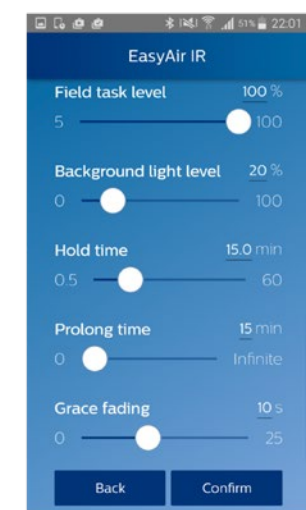 51% 22:01
EasyAir IR
Field task level 100 %
5 100
Background light level 20 %
0 100
Hold time 15.0 min
0.5 60
Prolong time 15 min
0 Infinite
Grace fading 10 s
0 25
Back Confirm